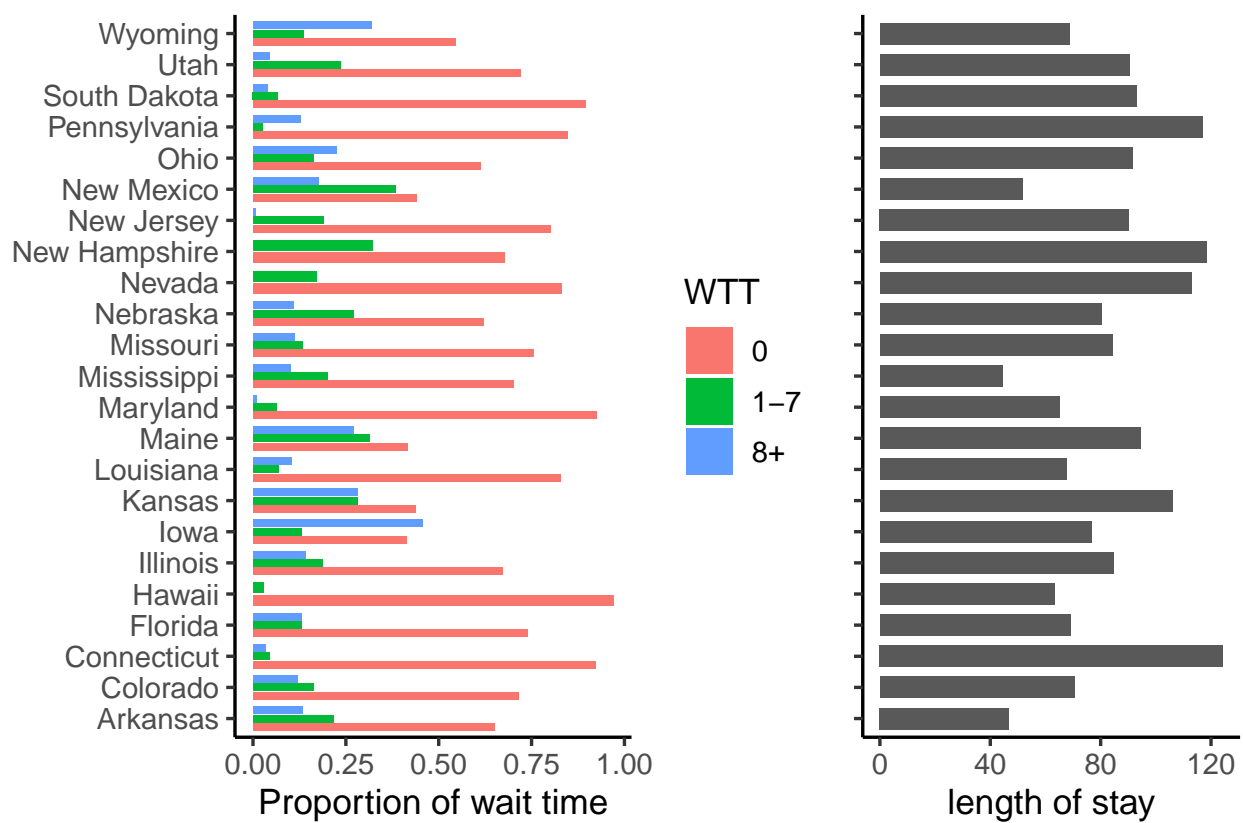 Wyoming
Utah
South Dakota
Pennsylvania
Ohio
New Mexico
New Jersey
New Hampshire
Nevada
Nebraska
Missouri
Mississippi
Maryland
Maine
Louisiana
Kansas
Iowa
Illinois
Hawaii
Florida
Connecticut
Colorado
Arkansas
0.00 0.25 0.50 0.75 1.00
Proportion of wait time
WTT
0
1−7
8+
0 40 80 120
length of stay